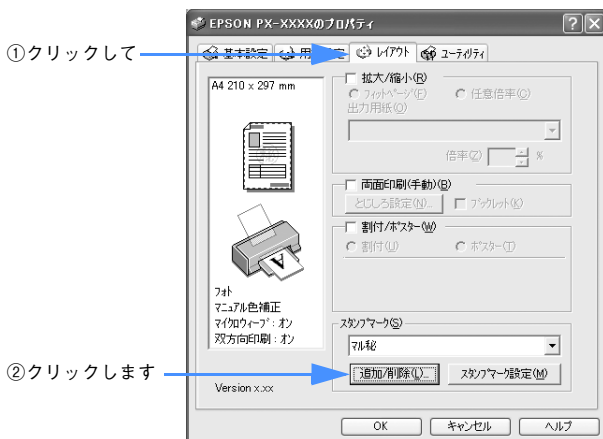 EPSON PX-XXXXのプロパティ
①クリックして
基本設定 用 定 レイアウト ユーティリティ
A4 210 x 297 mm
拡大/縮小(R)
フィットページ(F) 任意倍率(C)
出力用紙(O)
倍率(Z) %
両面印刷(手動)(B)
とじしろ設定(N)... ブックレット(K)
割付/ポスター(W)
割付(U) ポスター(T)
A
フォト
マニュアル色補正
マイクロウィーブ：オン
双方向印刷：オン
スタンプマーク(S)
マル秘
②クリックします
追加/削除(L)... スタンプマーク設定(M)
Version x.xx
OK キャンセル ヘルプ